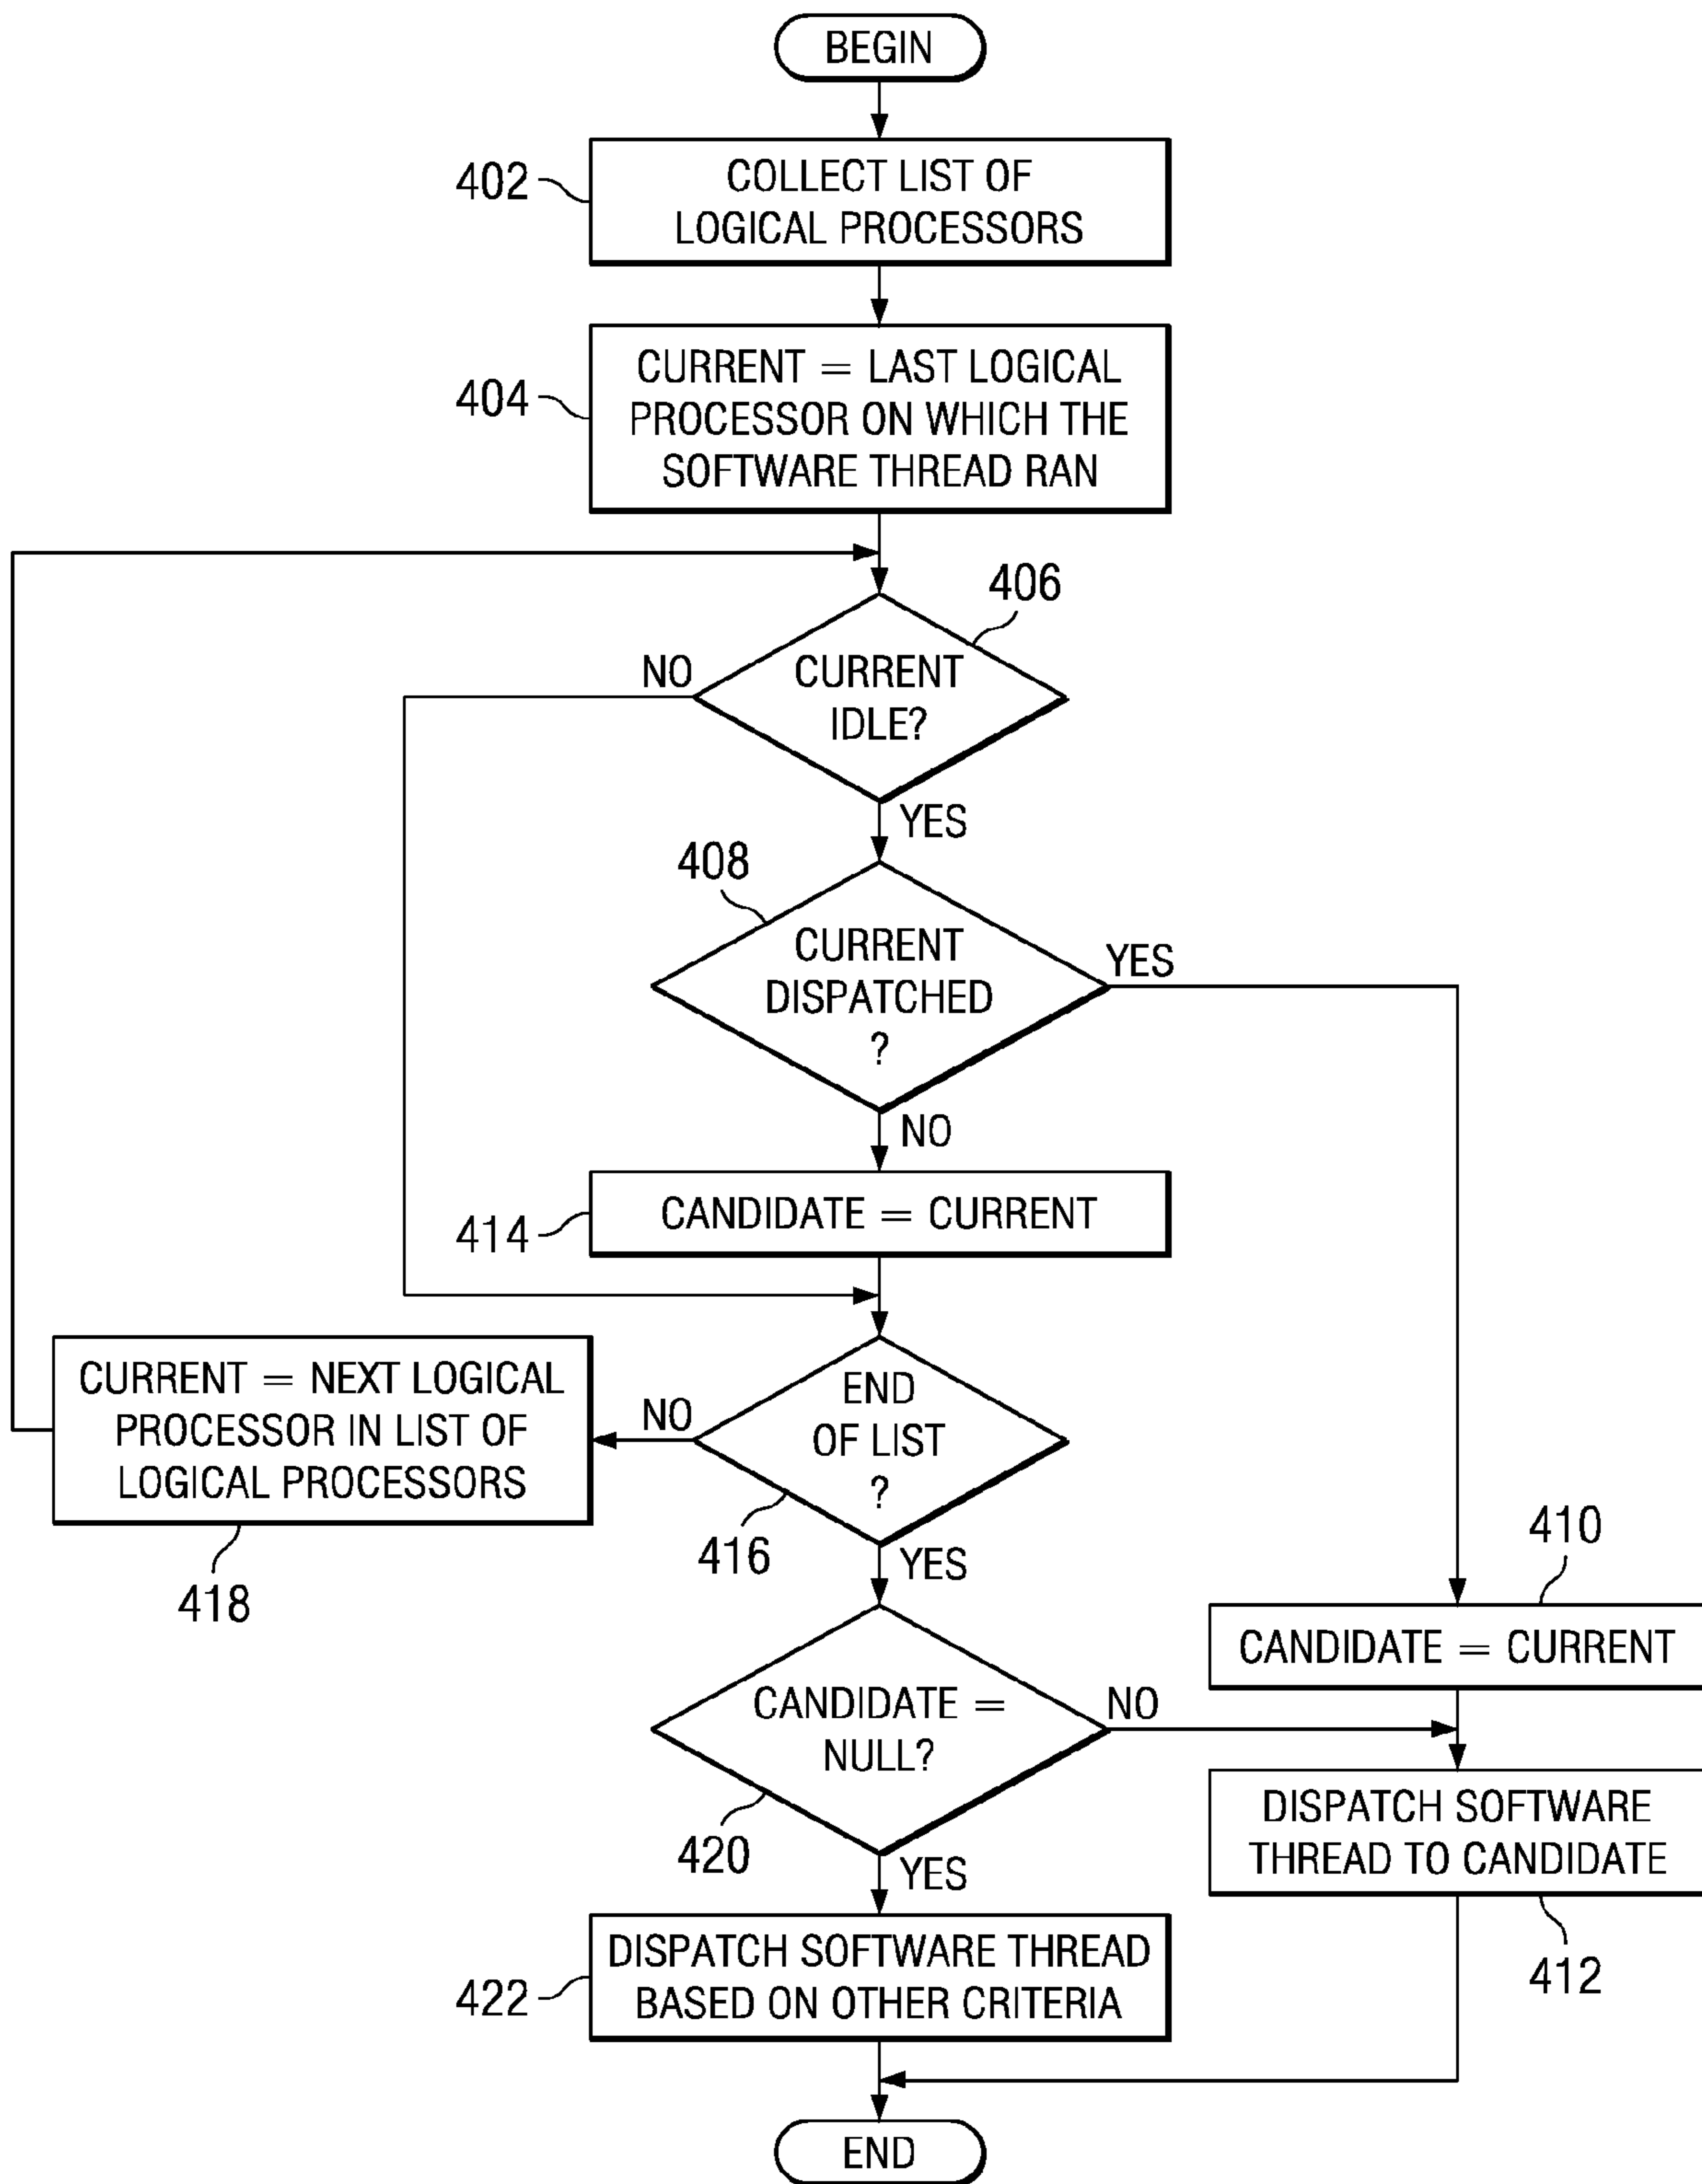 BEGIN
402
COLLECT LIST OF
LOGICAL PROCESSORS
404
CURRENT = LAST LOGICAL
PROCESSOR ON WHICH THE
SOFTWARE THREAD RAN
406
NO
CURRENT
IDLE?
YES
408
CURRENT
DISPATCHED
?
YES
NO
414
CANDIDATE = CURRENT
CURRENT = NEXT LOGICAL
PROCESSOR IN LIST OF
LOGICAL PROCESSORS
418
NO
END
OF LIST
?
416
YES
410
CANDIDATE = CURRENT
CANDIDATE =
NULL?
NO
420
YES
DISPATCH SOFTWARE
THREAD TO CANDIDATE
412
422
DISPATCH SOFTWARE THREAD
BASED ON OTHER CRITERIA
END